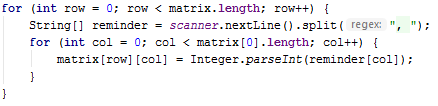 for (int row = 0; row < matrix.length; row++) {
    String[] reminder = scanner.nextLine().split( regex: ", ");
    for (int col = 0; col < matrix[0].length; col++) {
        matrix[row][col] = Integer.parseInt(reminder[col]);
    }
}